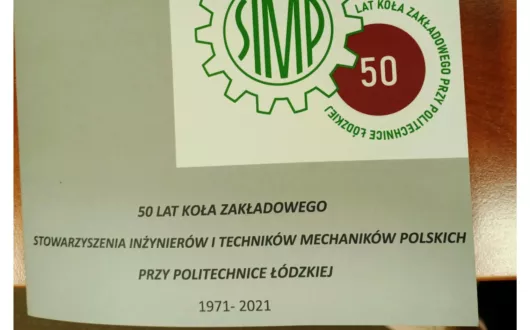 SIMP
50
LAT KOŁA ZAKŁADOWEGO PRZY POLITECHNICE ŁÓDZKIEJ
50 LAT KOŁA ZAKŁADOWEGO
STOWARZYSZENIA INŻYNIERÓW I TECHNIKÓW MECHANIKÓW POLSKICH
PRZY POLITECHNICE ŁÓDZKIEJ
1971- 2021